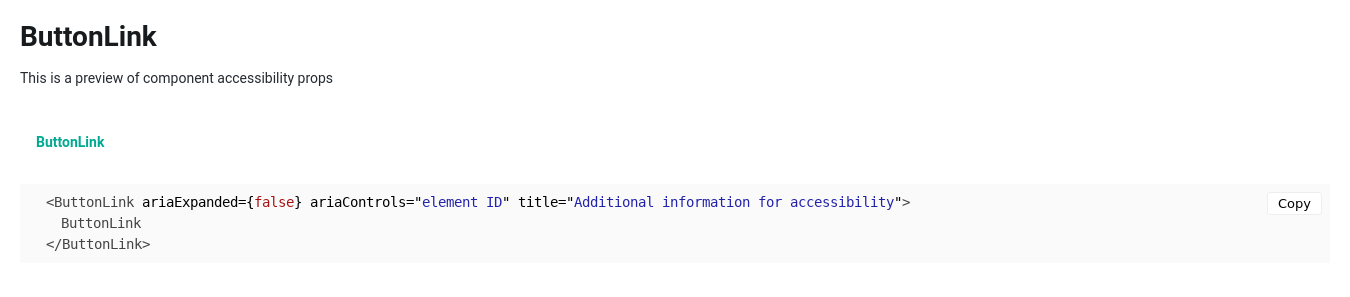 ButtonLink
This is a preview of component accessibility props
ButtonLink
<ButtonLink ariaExpanded={false} ariaControls="element ID" title="Additional information for accessibility">
Copy
ButtonLink
</ButtonLink>